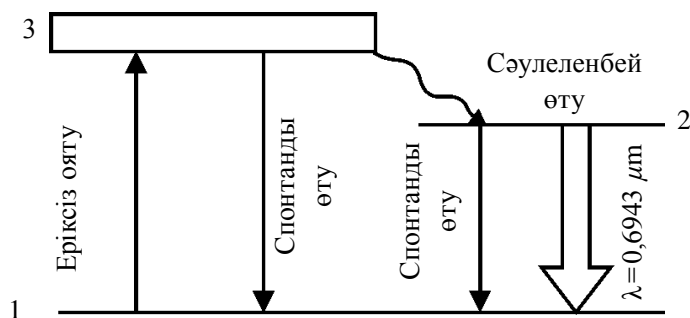 3
Сәулеленбей
өту
2
Еріксіз ояту
Спонтанды
өту
Спонтанды
өту
λ=0,6943 μm
1